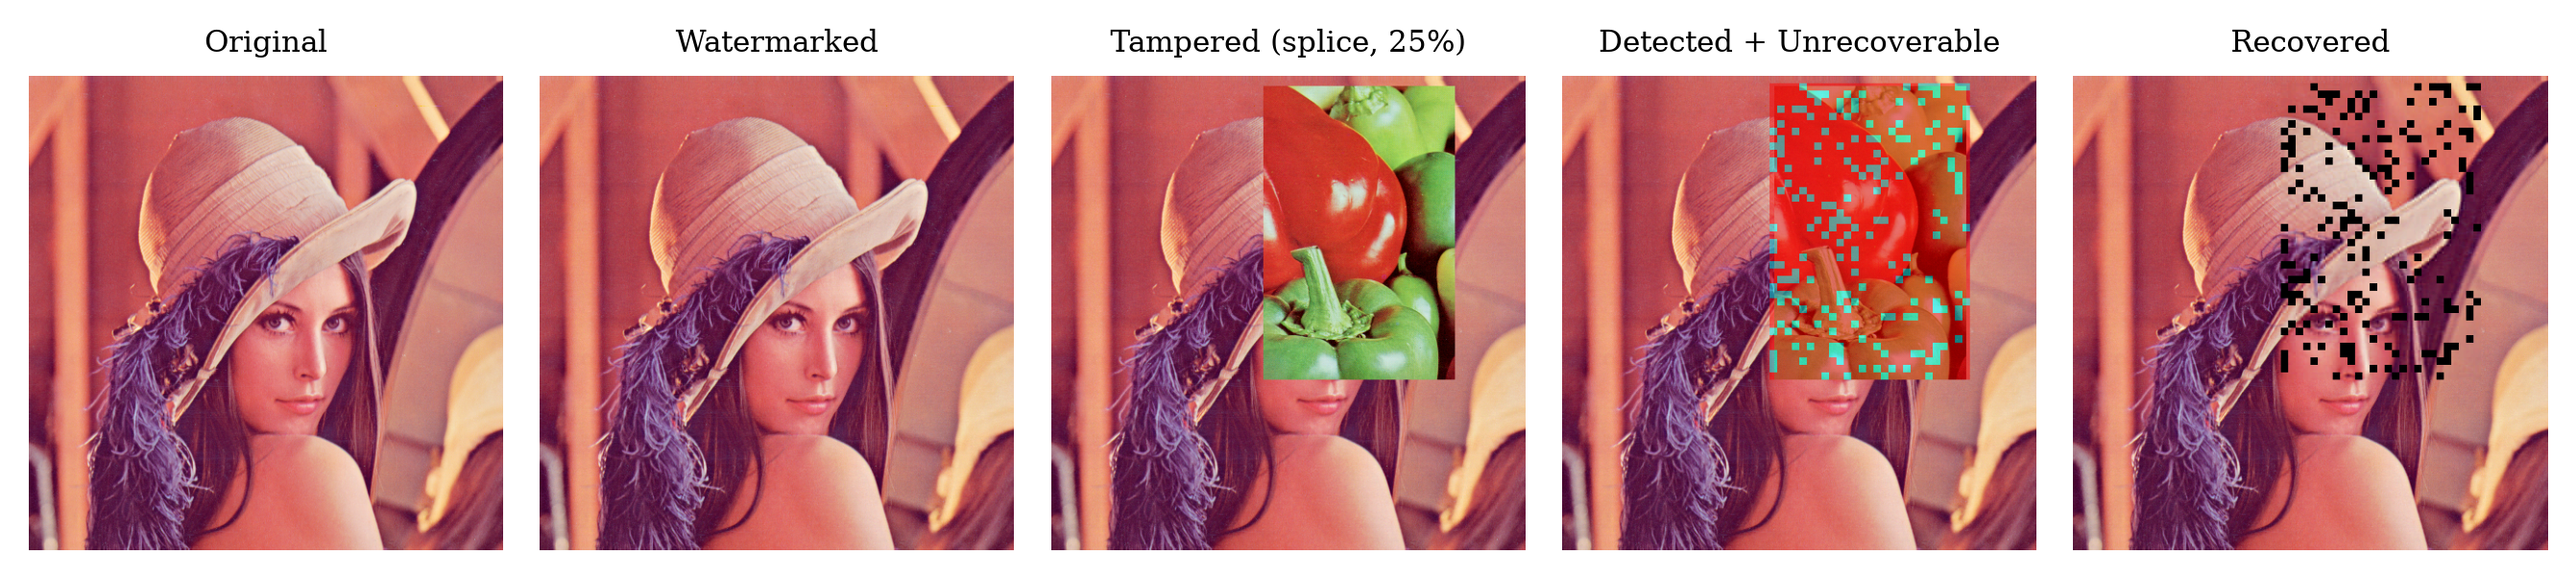 Original
Watermarked
Tampered (splice, 25%)
Detected + Unrecoverable
Recovered